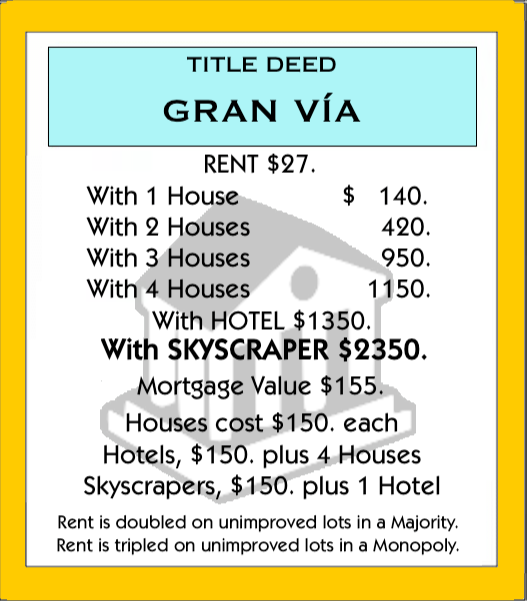 TITLE DEED
GRAN VÍA
RENT $27.
With 1 House $ 140.
With 2 Houses 420.
With 3 Houses 950.
With 4 Houses 1150.
With HOTEL $1350.
With SKYSCRAPER $2350.
Mortgage Value $155.
Houses cost $150. each
Hotels, $150. plus 4 Houses
Skyscrapers, $150. plus 1 Hotel
Rent is doubled on unimproved lots in a Majority.
Rent is tripled on unimproved lots in a Monopoly.